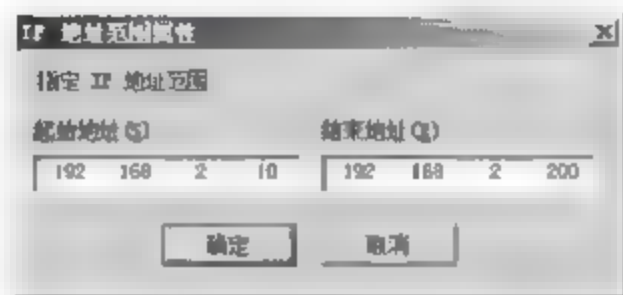 IP 地址范围属性
指定 IP 地址范围
起始地址(S) 结束地址(E)
192 168 2 10 192 168 2 200
确定 取消